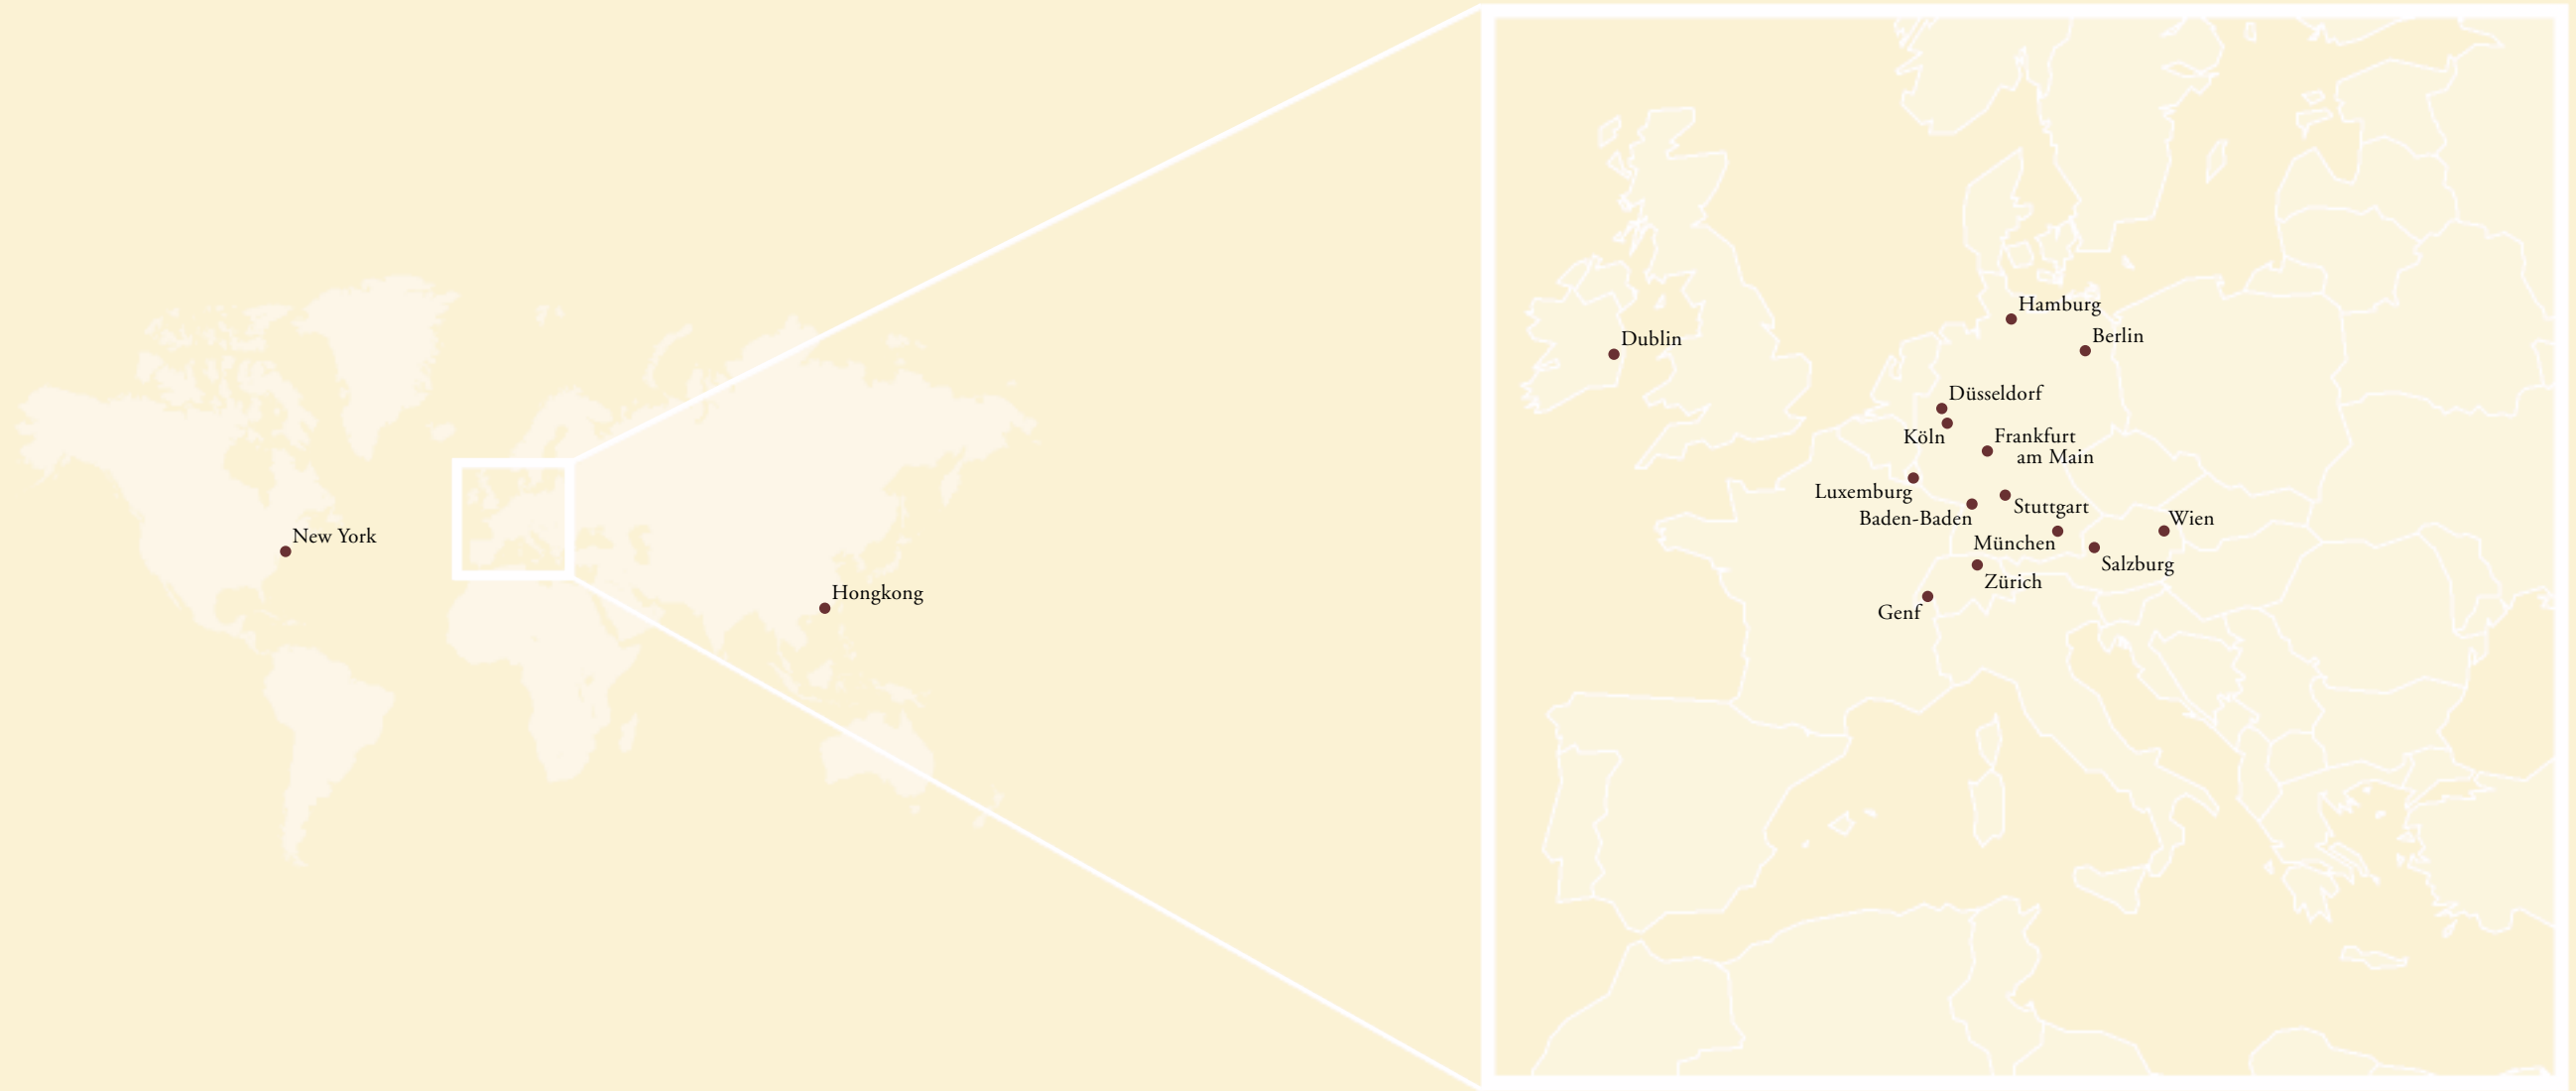 New York
Hongkong
Hamburg
Dublin
Berlin
Düsseldorf
Köln
Frankfurt
am Main
Luxemburg
Stuttgart
Baden-Baden
Wien
München
Salzburg
Zürich
Genf